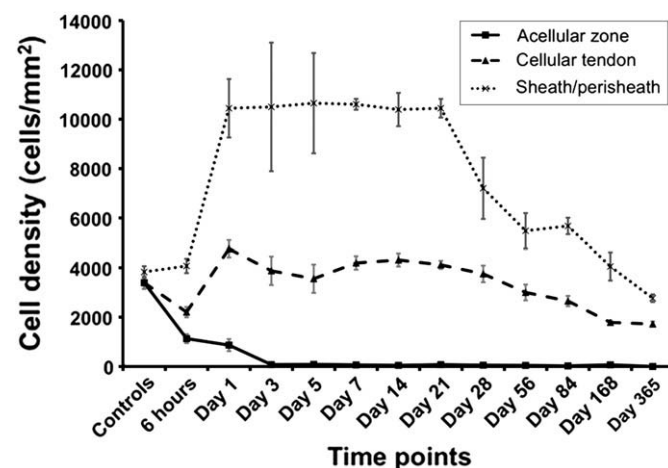 14000
12000
10000
8000
6000
4000
2000
0
Cell density (cells/mm²)
Acellular zone
Cellular tendon
Sheath/perisheath
Controls
6 hours
Day 1
Day 3
Day 5
Day 7
Day 14
Day 21
Day 28
Day 56
Day 84
Day 168
Day 365
Time points